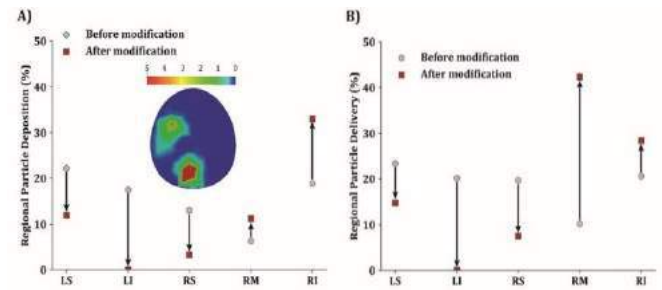 A)
Before modification
After modification
5 4 3 2 1 0
Regional Particle Deposition (%)
50
40
30
20
10
0
LS LI RS RM RI
B)
Before modification
After modification
Regional Particle Delivery (%)
50
40
30
20
10
0
LS LI RS RM RI